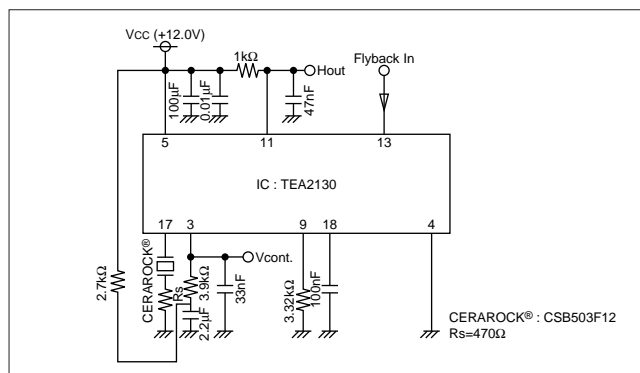 VCC (+12.0V)
1kΩ
Hout
Flyback In
100μF
0.01μF
47nF
5
11
13
IC : TEA2130
17
3
9
18
4
2.7kΩ
CERAROCK®
Rs
3.9kΩ
2.2μF
33nF
Vcont.
3.32kΩ
100nF
CERAROCK® : CSB503F12
Rs=470Ω